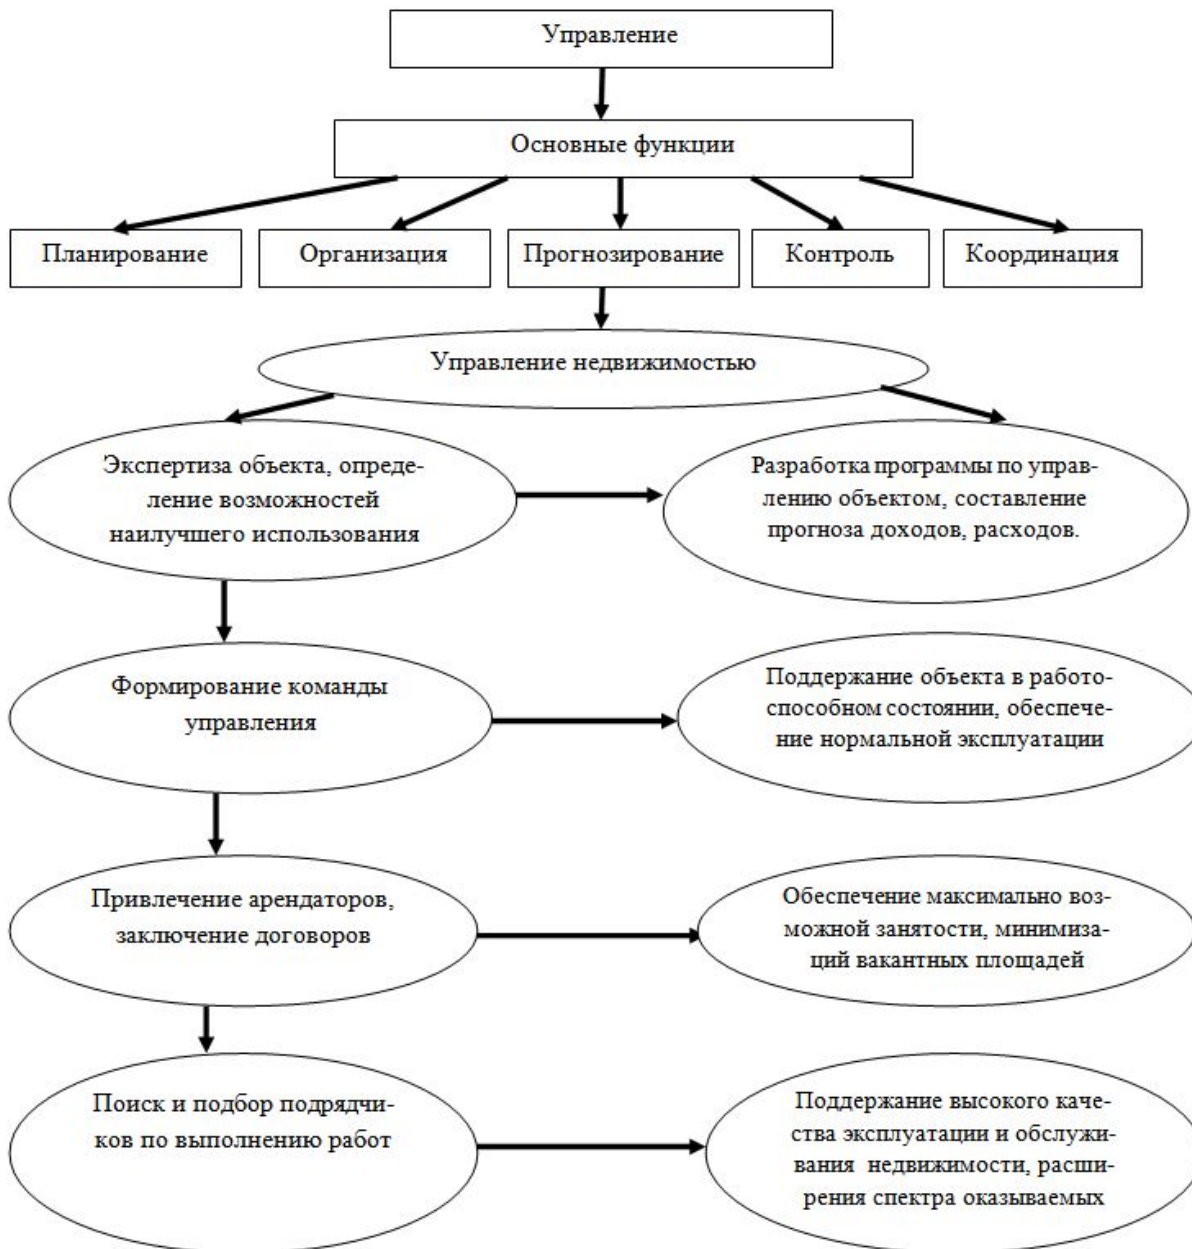 Управление
Основные функции
Планирование
Организация
Прогнозирование
Контроль
Координация
Управление недвижимостью
Экспертиза объекта, опреде-
ление возможностей
наилучшего использования
Разработка программы по управ-
лению объектом, составление
прогноза доходов, расходов.
Формирование команды
управления
Поддержание объекта в работо-
способном состоянии, обеспече-
ние нормальной эксплуатации
Привлечение арендаторов,
заключение договоров
Обеспечение максимально воз-
можной занятости, минимиза-
ций вакантных площадей
Поиск и подбор подрядчи-
ков по выполнению работ
Поддержание высокого каче-
ства эксплуатации и обслужи-
вания недвижимости, расши-
рения спектра оказываемых